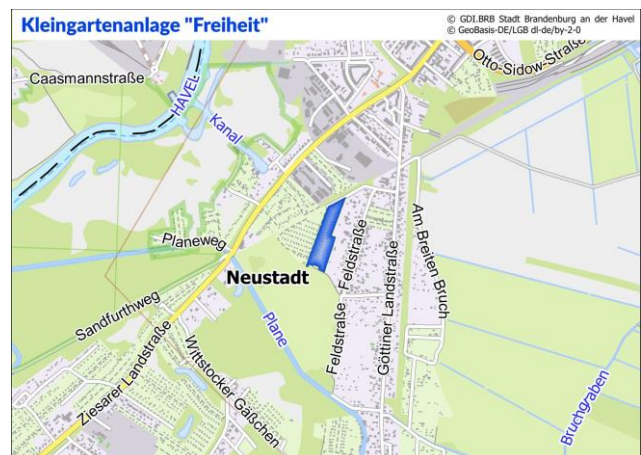 Kleingartenanlage "Freiheit"
© GDI.BRB Stadt Brandenburg an der Havel
© GeoBasis-DE/LGB dl-de/by-2-0
Otto-Sidow-Straße
Caasmannstraße
HAVEL
Kanal
Planeweg
Neustadt
Feldstraße
Göttiner Landstraße
Am Breiten Bruch
Sandfurthweg
Plane
Feldstraße
Ziesarer Landstraße
Wittstocker Gäßchen
Bruchgraben